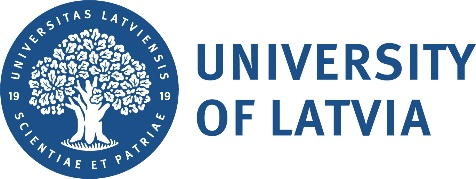 UNIVERSITAS LATVIENSIS
19 19
SCIENTIAE ET PATRIAE
UNIVERSITY
OF LATVIA